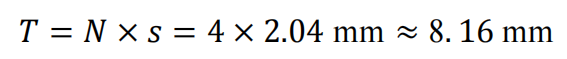 T = N × s = 4 × 2.04 mm ≈ 8. 16 mm